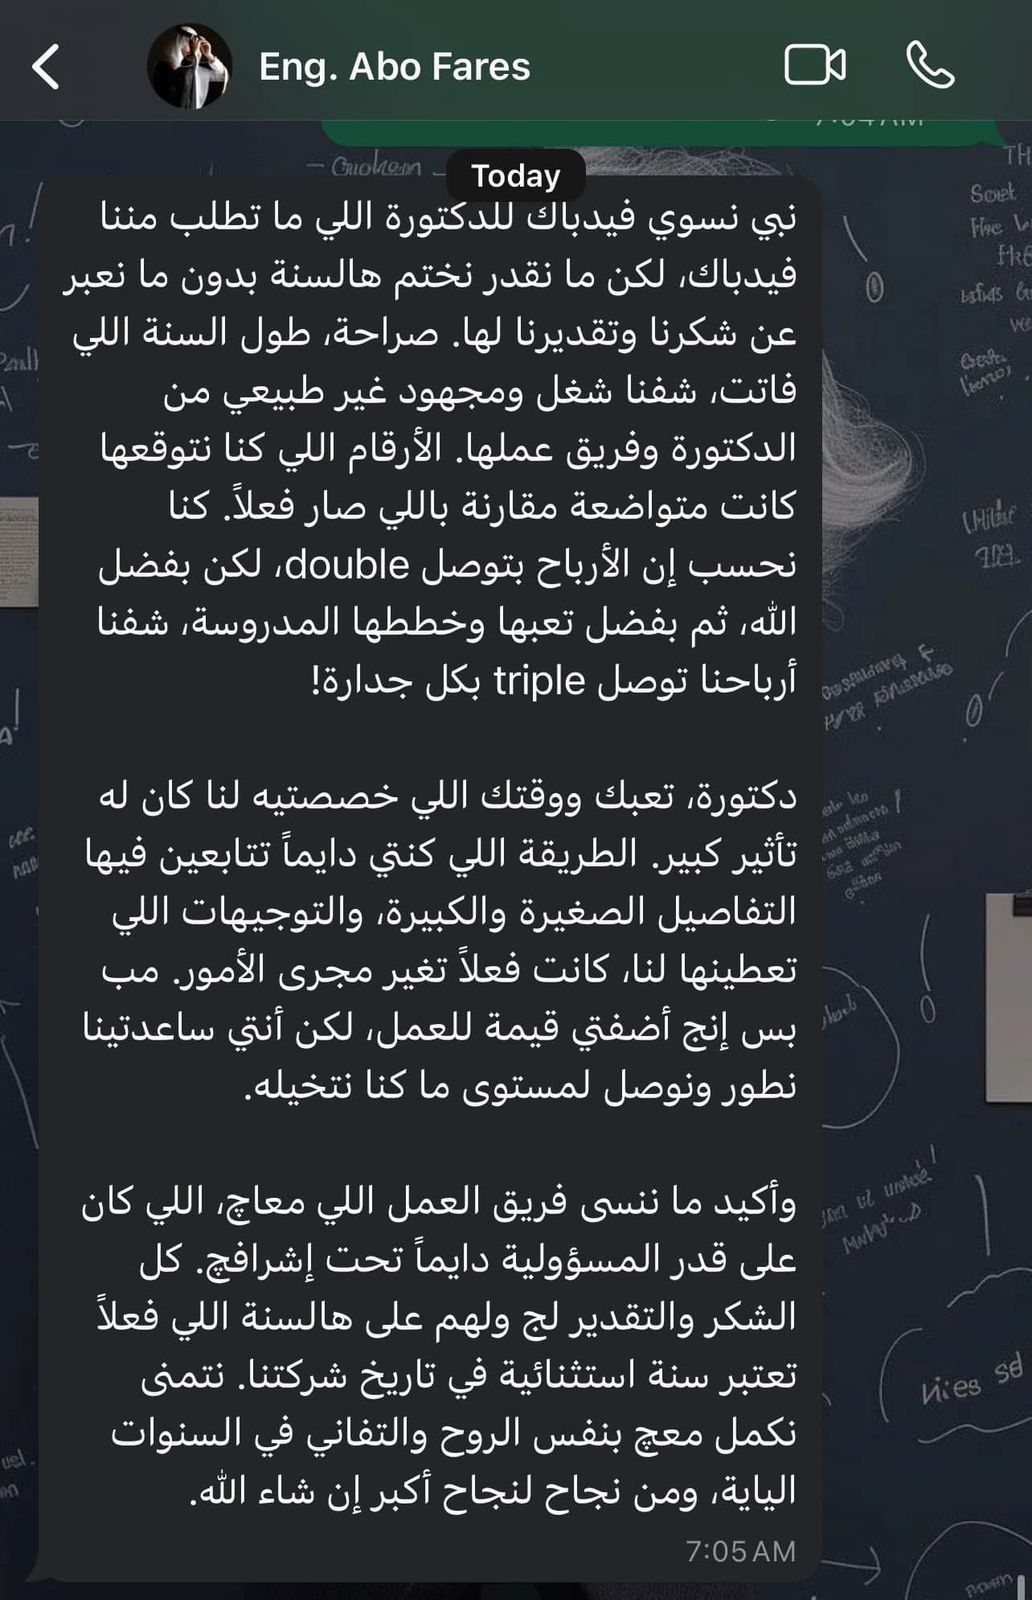 Eng. Abo Fares
7:04 AM
Today
نبي نسوي فيدباك للدكتورة اللي ما تطلب مننا
فيدباك، لكن ما نقدر نختم هالسنة بدون ما نعبر
عن شكرنا وتقديرنا لها. صراحة، طول السنة اللي
فاتت، شفنا شغل ومجهود غير طبيعي من
الدكتورة وفريق عملها. الأرقام اللي كنا نتوقعها
كانت متواضعة مقارنة باللي صار فعلاً. كنا
نحسب إن الأرباح بتوصل double، لكن بفضل
الله، ثم بفضل تعبها وخططها المدروسة، شفنا
أرباحنا توصل triple بكل جدارة!
دكتورة، تعبك ووقتك اللي خصصتيه لنا كان له
تأثير كبير. الطريقة اللي كنتي دايماً تتابعين فيها
التفاصيل الصغيرة والكبيرة، والتوجيهات اللي
تعطينها لنا، كانت فعلاً تغير مجرى الأمور. مب
بس إنج أضفتي قيمة للعمل، لكن أنتي ساعدتينا
نطور ونوصل لمستوى ما كنا نتخيله.
وأكيد ما ننسى فريق العمل اللي معاچ، اللي كان
على قدر المسؤولية دايماً تحت إشرافچ. كل
الشكر والتقدير لج ولهم على هالسنة اللي فعلاً
تعتبر سنة استثنائية في تاريخ شركتنا. نتمنى
نكمل معچ بنفس الروح والتفاني في السنوات
الياية، ومن نجاح لنجاح أكبر إن شاء الله.
7:05 AM